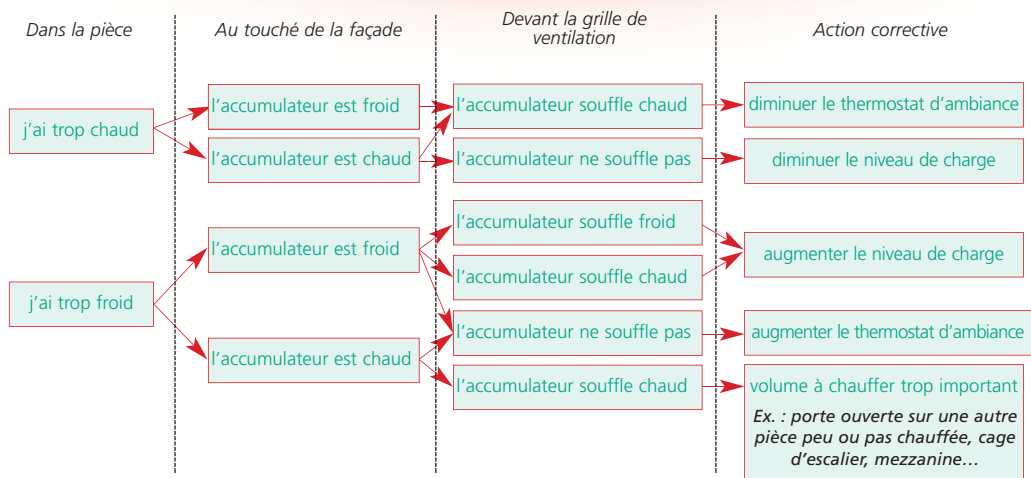 Dans la pièce
Au touché de la façade
Devant la grille de
ventilation
Action corrective
j'ai trop chaud
l'accumulateur est froid
l'accumulateur est chaud
l'accumulateur souffle chaud
l'accumulateur ne souffle pas
diminuer le thermostat d'ambiance
diminuer le niveau de charge
j'ai trop froid
l'accumulateur est froid
l'accumulateur est chaud
l'accumulateur souffle froid
l'accumulateur souffle chaud
l'accumulateur ne souffle pas
l'accumulateur souffle chaud
augmenter le niveau de charge
augmenter le thermostat d'ambiance
volume à chauffer trop important
Ex. : porte ouverte sur une autre
pièce peu ou pas chauffée, cage
d'escalier, mezzanine…